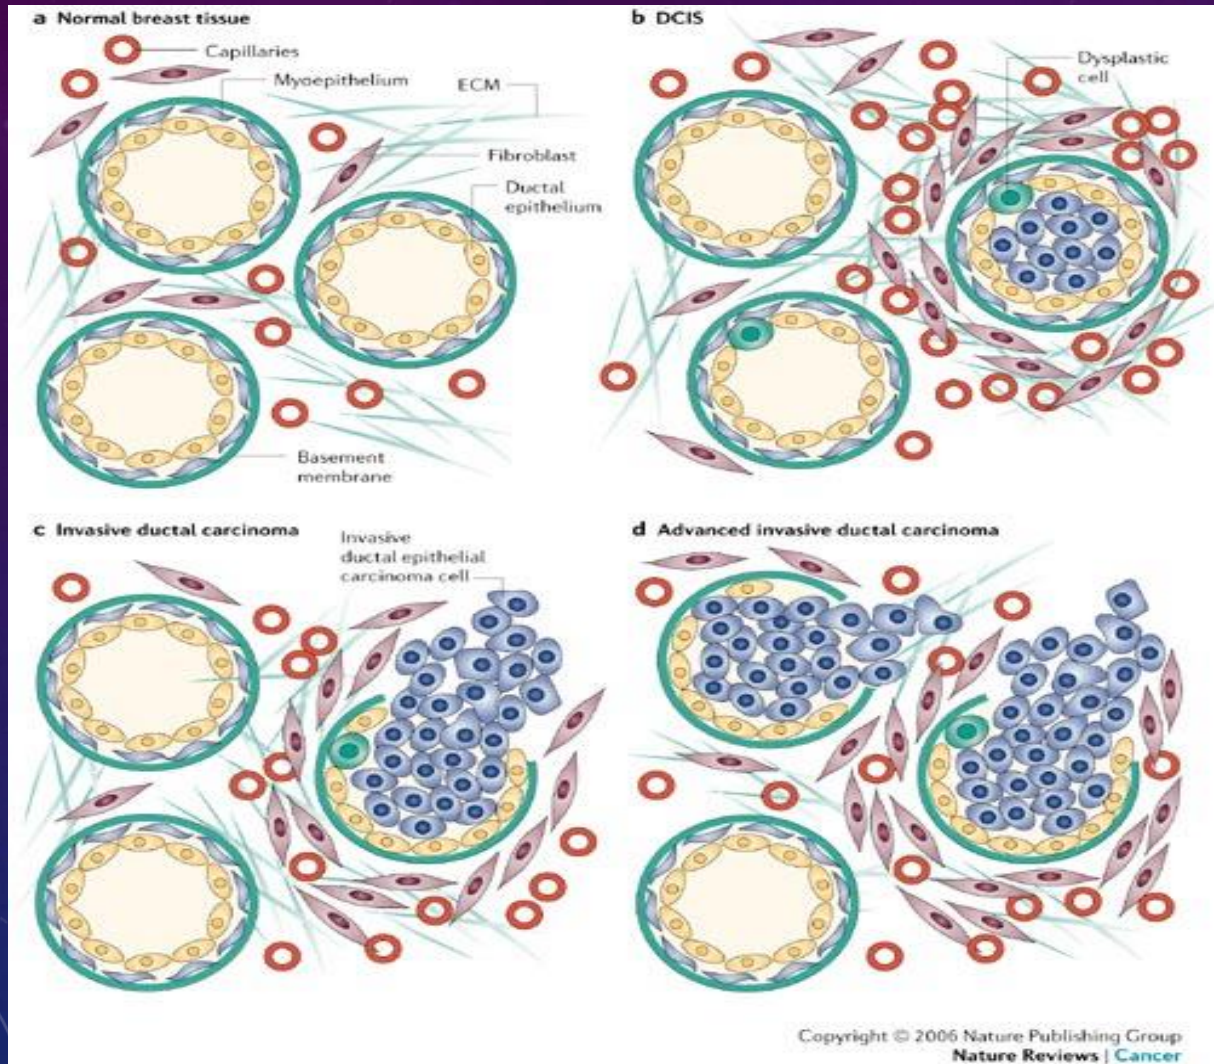 a Normal breast tissue
Capillaries
Myoepithelium
ECM
Fibroblast
Ductal
epithelium
Basement
membrane
b DCIS
Dysplastic
cell
c Invasive ductal carcinoma
Invasive
ductal epithelial
carcinoma cell
d Advanced invasive ductal carcinoma
Copyright © 2006 Nature Publishing Group
Nature Reviews | Cancer